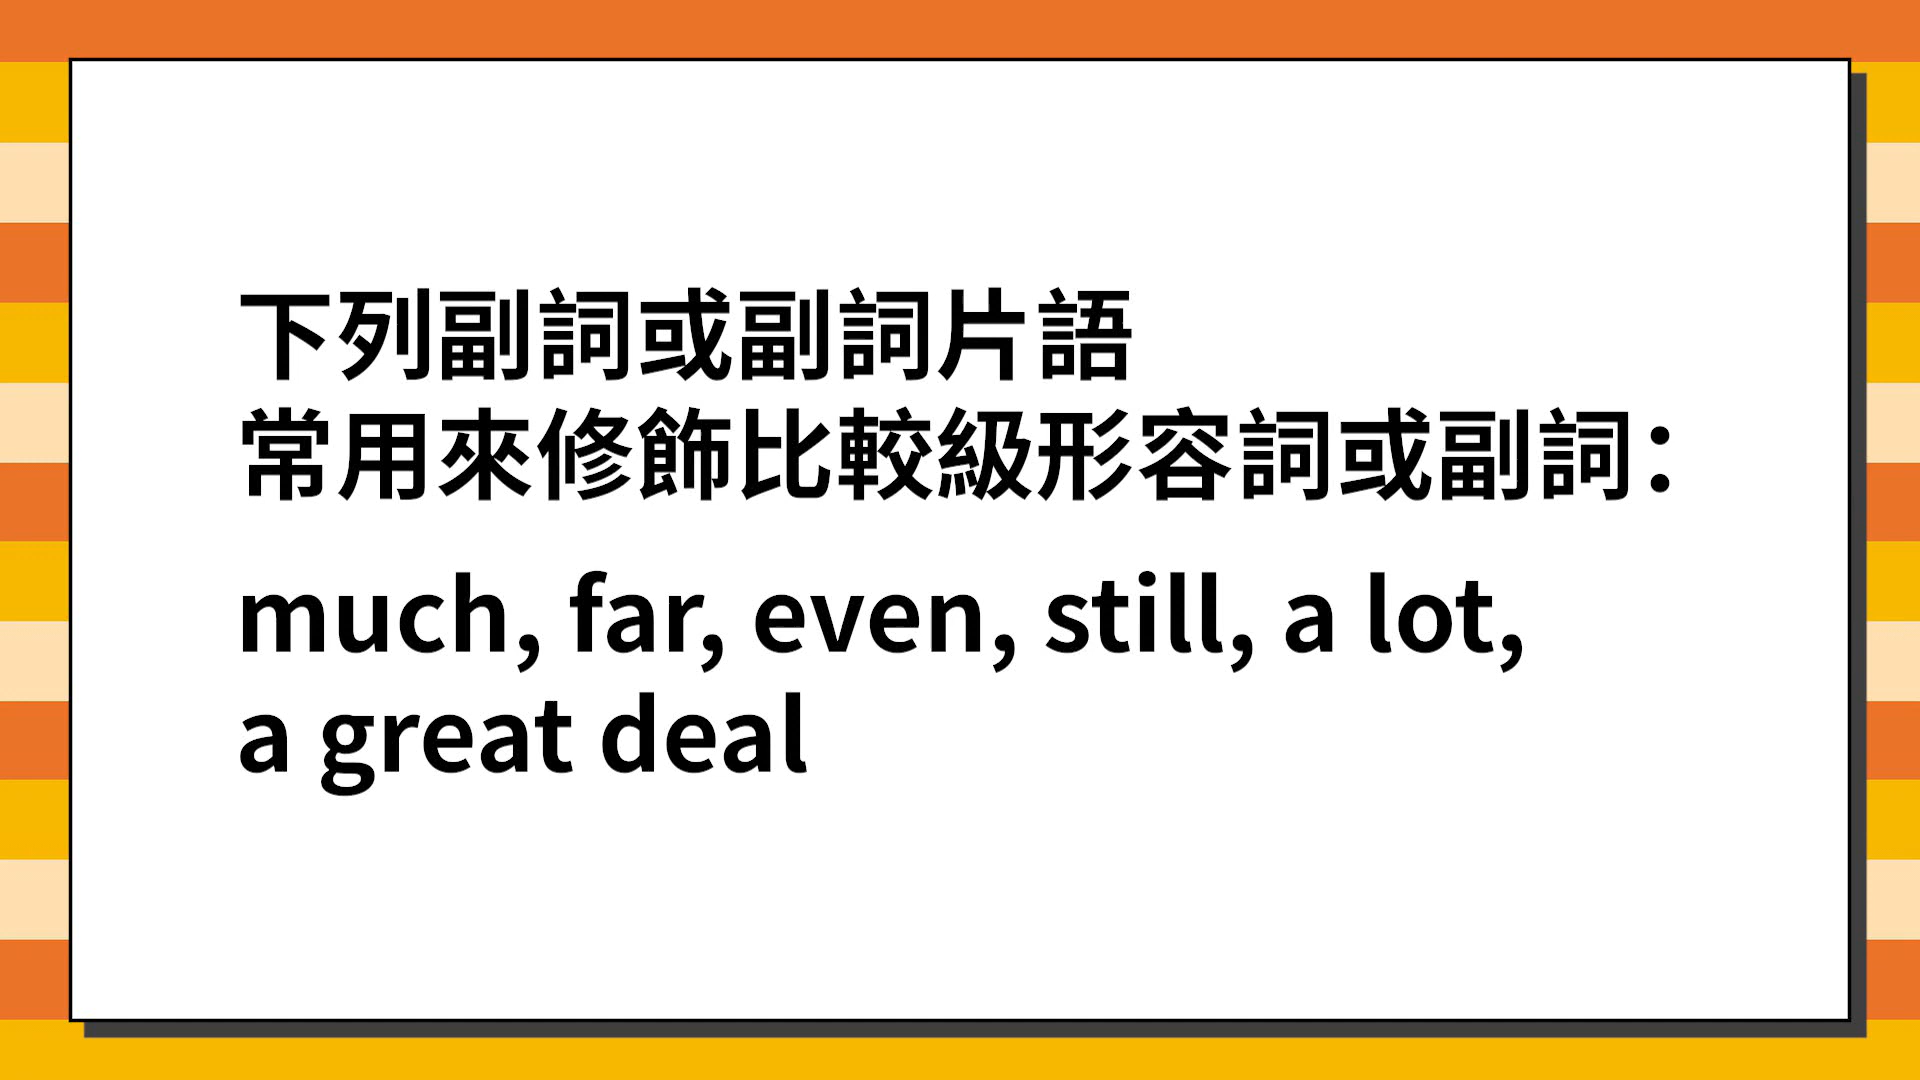 下列副詞或副詞片語
常用來修飾比較級形容詞或副詞：
much, far, even, still, a lot,
a great deal